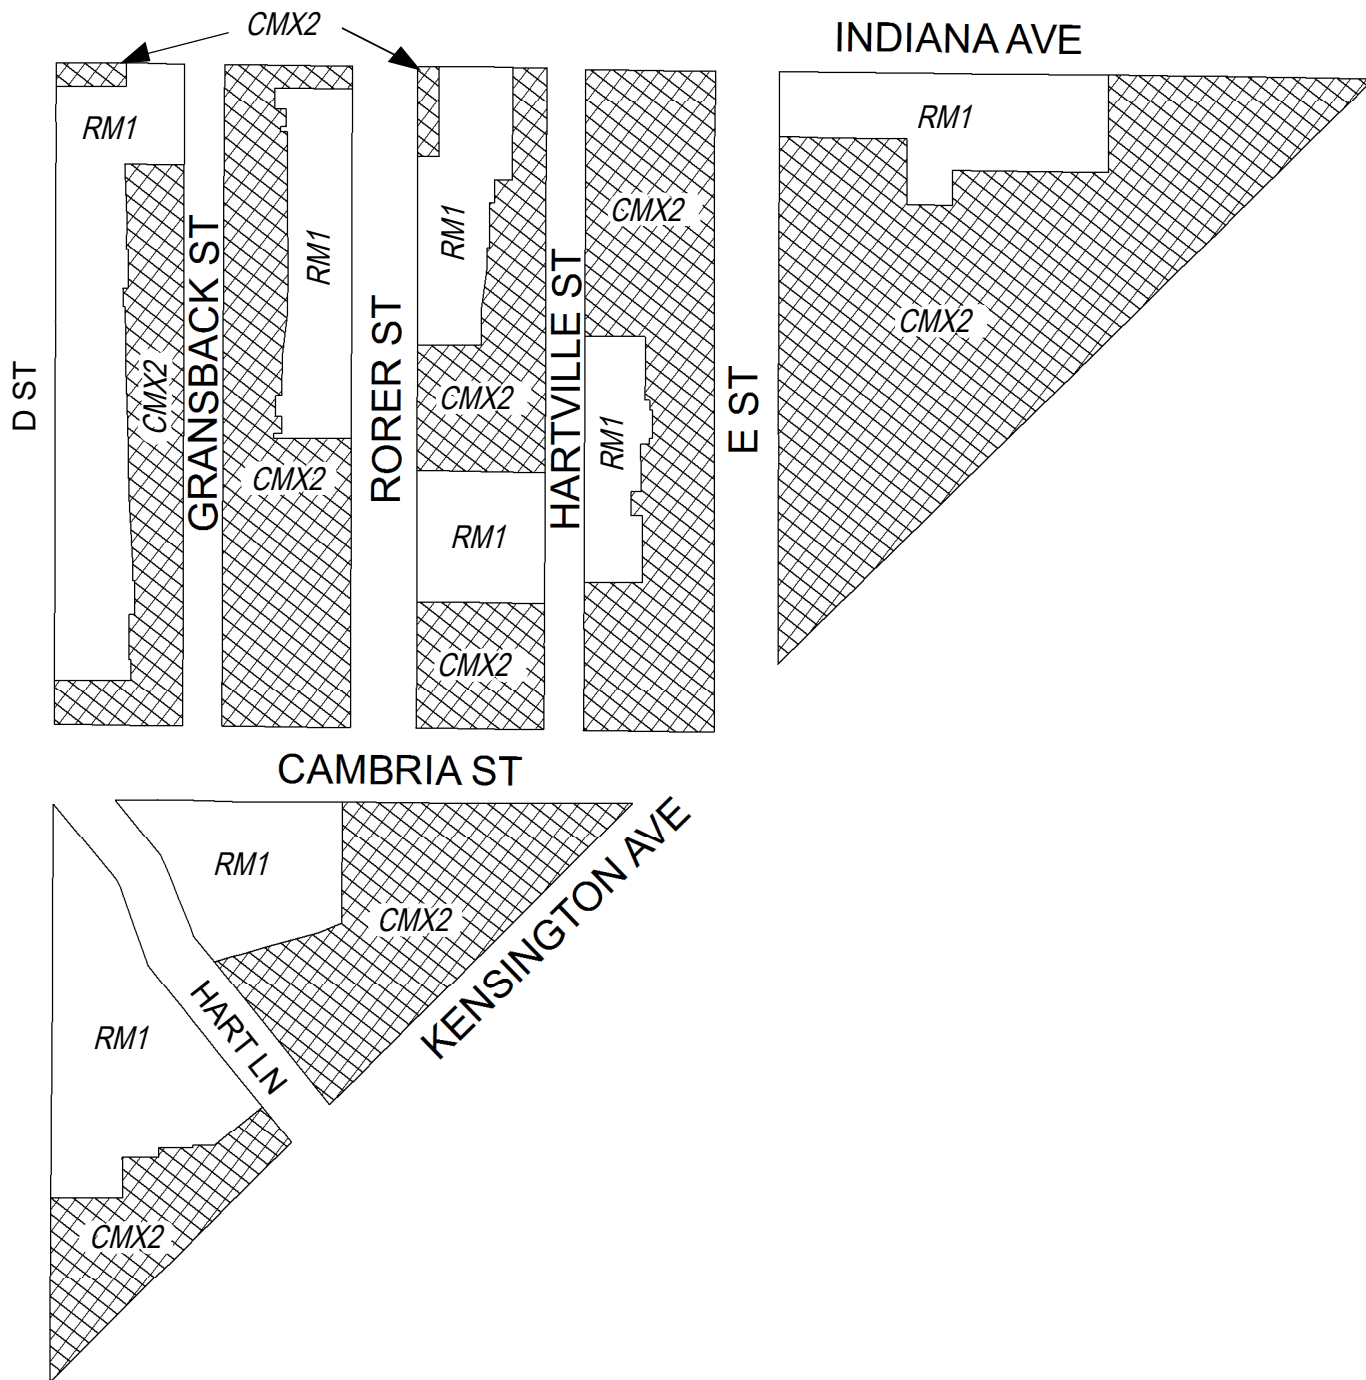 CMX2
INDIANA AVE
RM1
RM1
CMX2
RM1
RM1
CMX2
CMX2
D ST
CMX2
GRANSBACK ST
RORER ST
HARTVILLE ST
E ST
CMX2
RM1
CMX2
RM1
CMX2
CAMBRIA ST
RM1
CMX2
KENSINGTON AVE
RM1
HART LN
CMX2